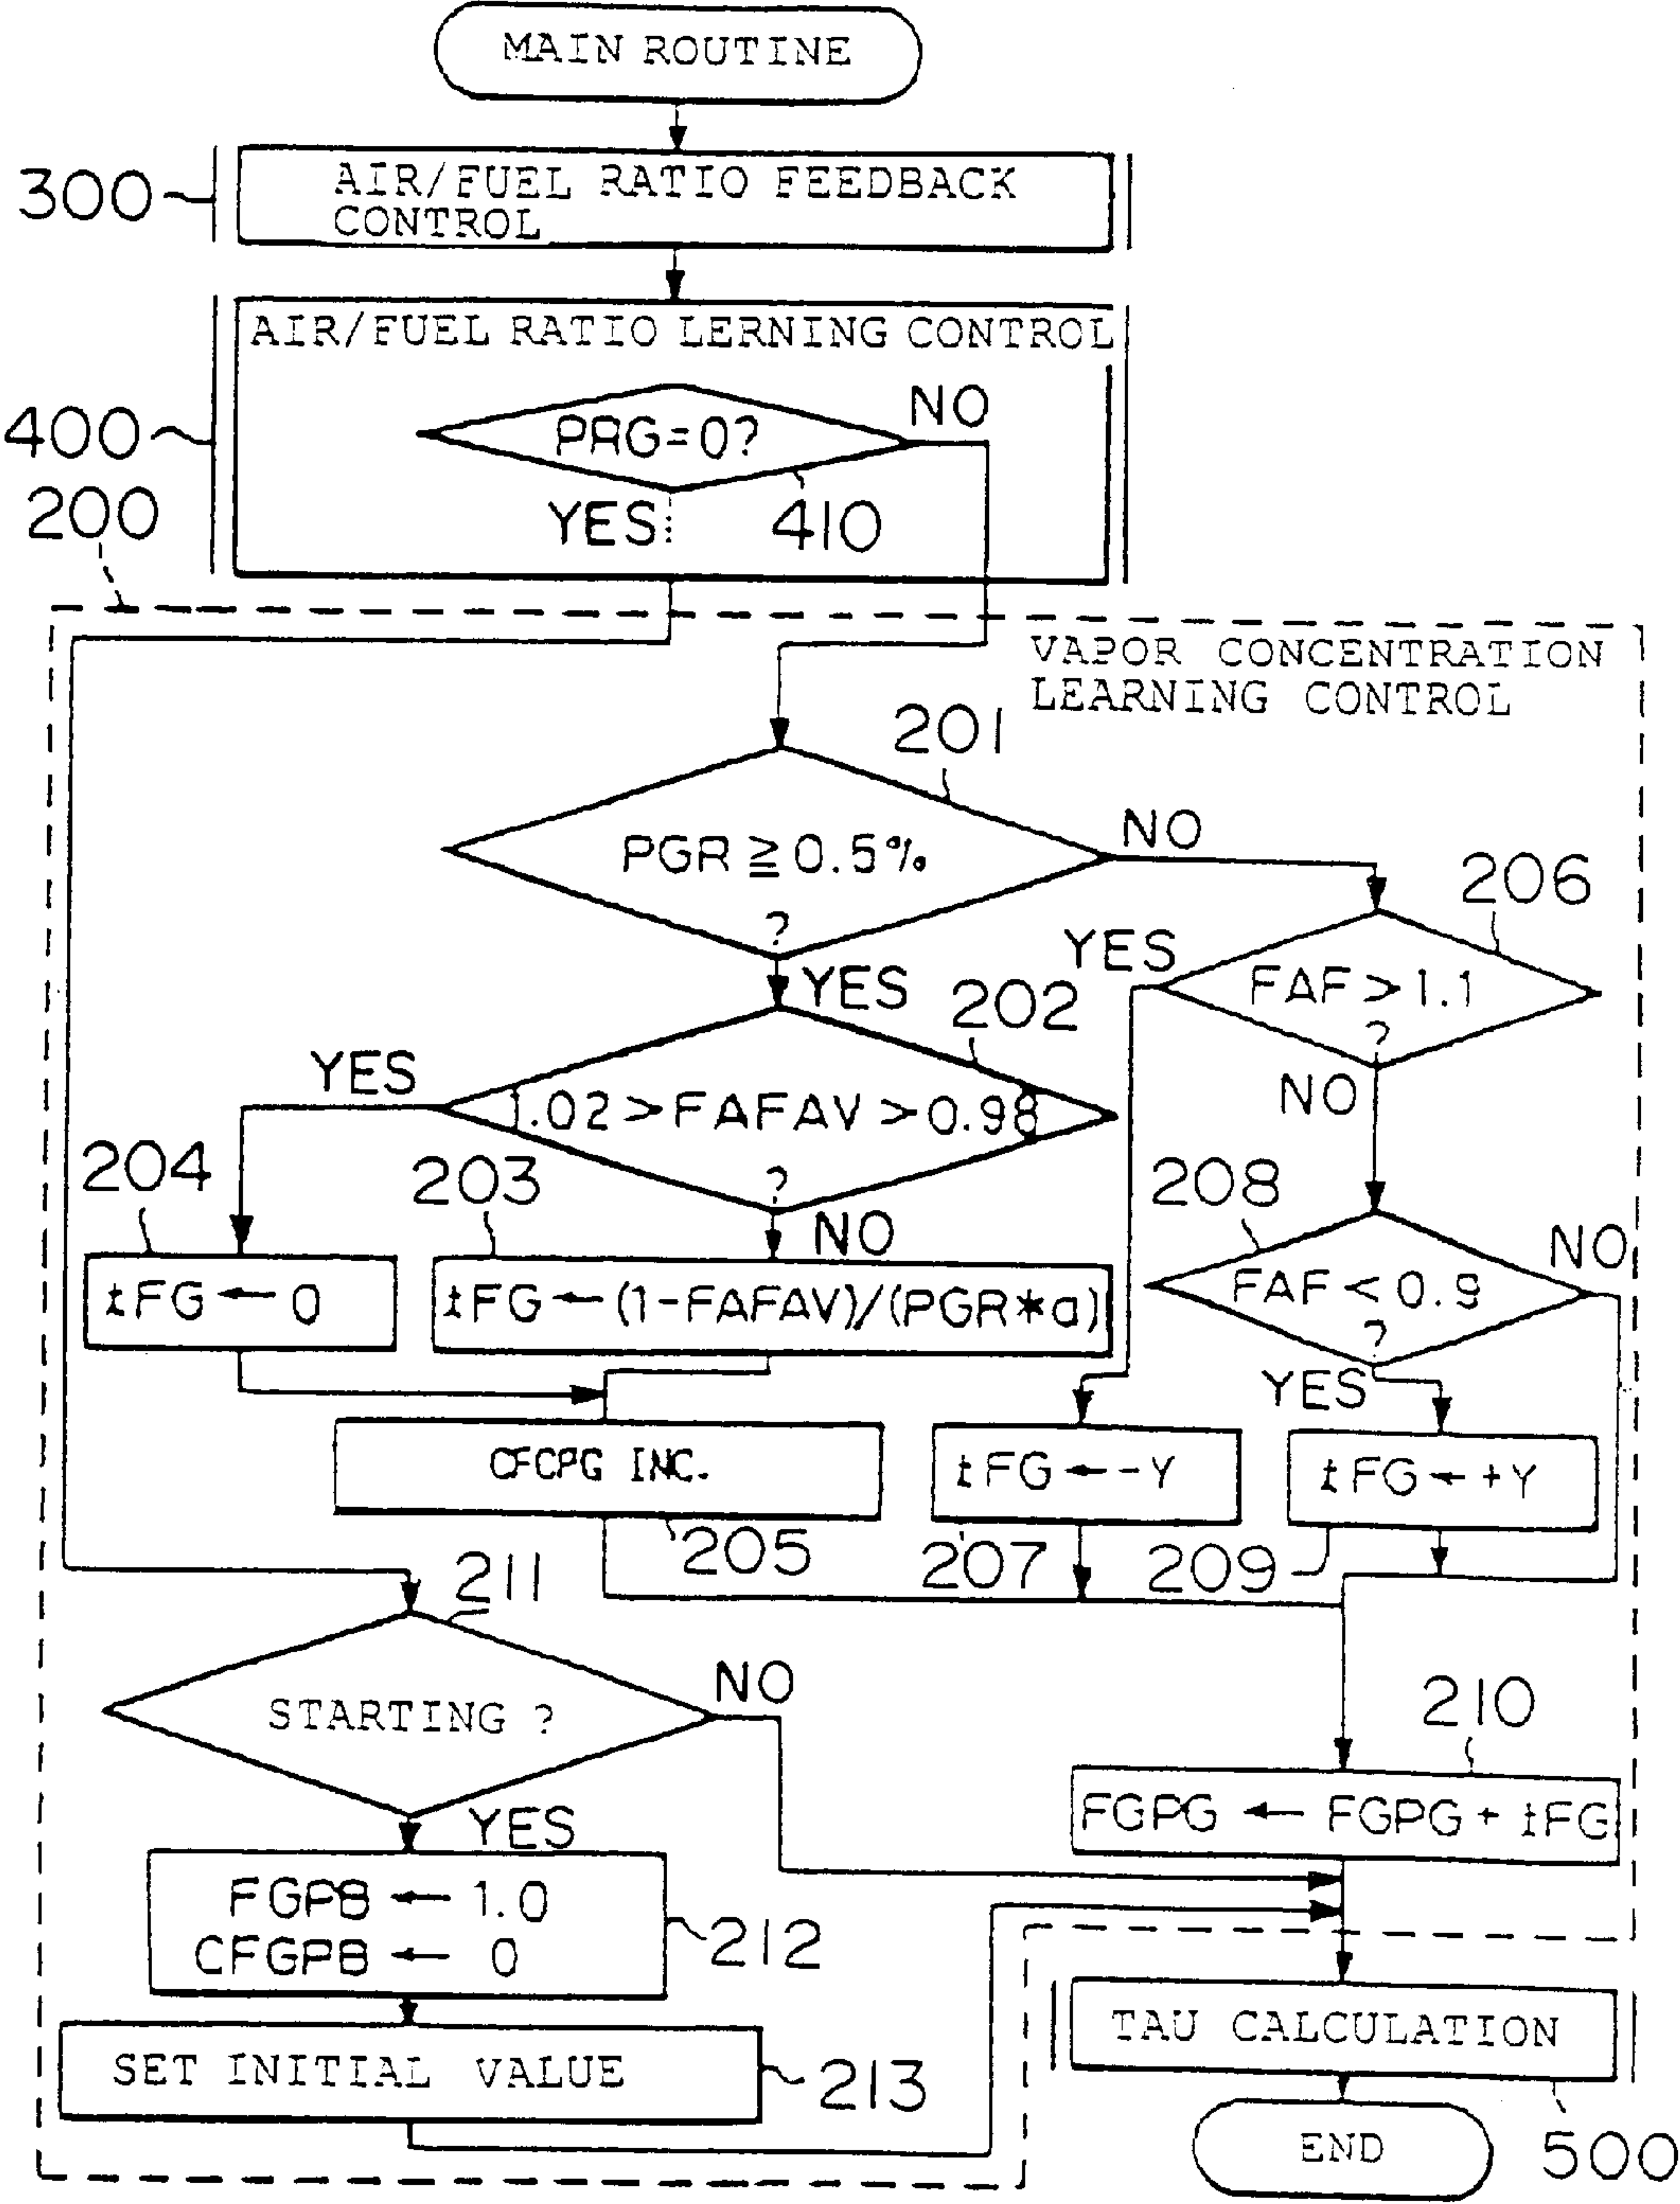 MAIN ROUTINE
300
AIR/FUEL RATIO FEEDBACK
CONTROL
AIR/FUEL RATIO LERNING CONTROL
400
NO
PRG=0?
200
YES
410
VAPOR CONCENTRATION
LEARNING CONTROL
201
PGR ≧ 0.5%
?
NO
206
YES
YES
202
FAF > 1.1
?
NO
YES
1.02 > FAFAV > 0.98
?
204
203
NO
208
NO
tFG ← 0
tFG ← (1-FAFAV)/(PGR*a)
FAF < 0.9
?
YES
CFCPG INC.
tFG ← -Y
tFG ← +Y
205
207
209
211
STARTING ?
NO
210
YES
FGPG ← FGPG + tFG
FGPB ← 1.0
CFGPB ← 0
212
TAU CALCULATION
SET INITIAL VALUE
213
END
500